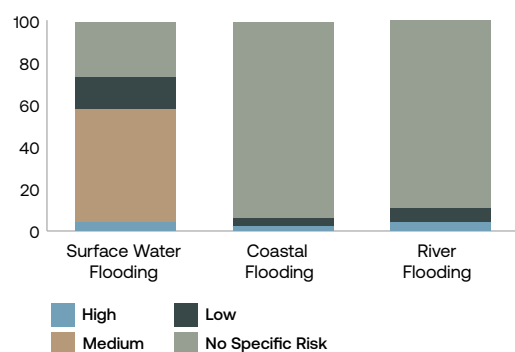 100
80
60
40
20
0
Surface Water Flooding
Coastal Flooding
River Flooding
High
Low
Medium
No Specific Risk